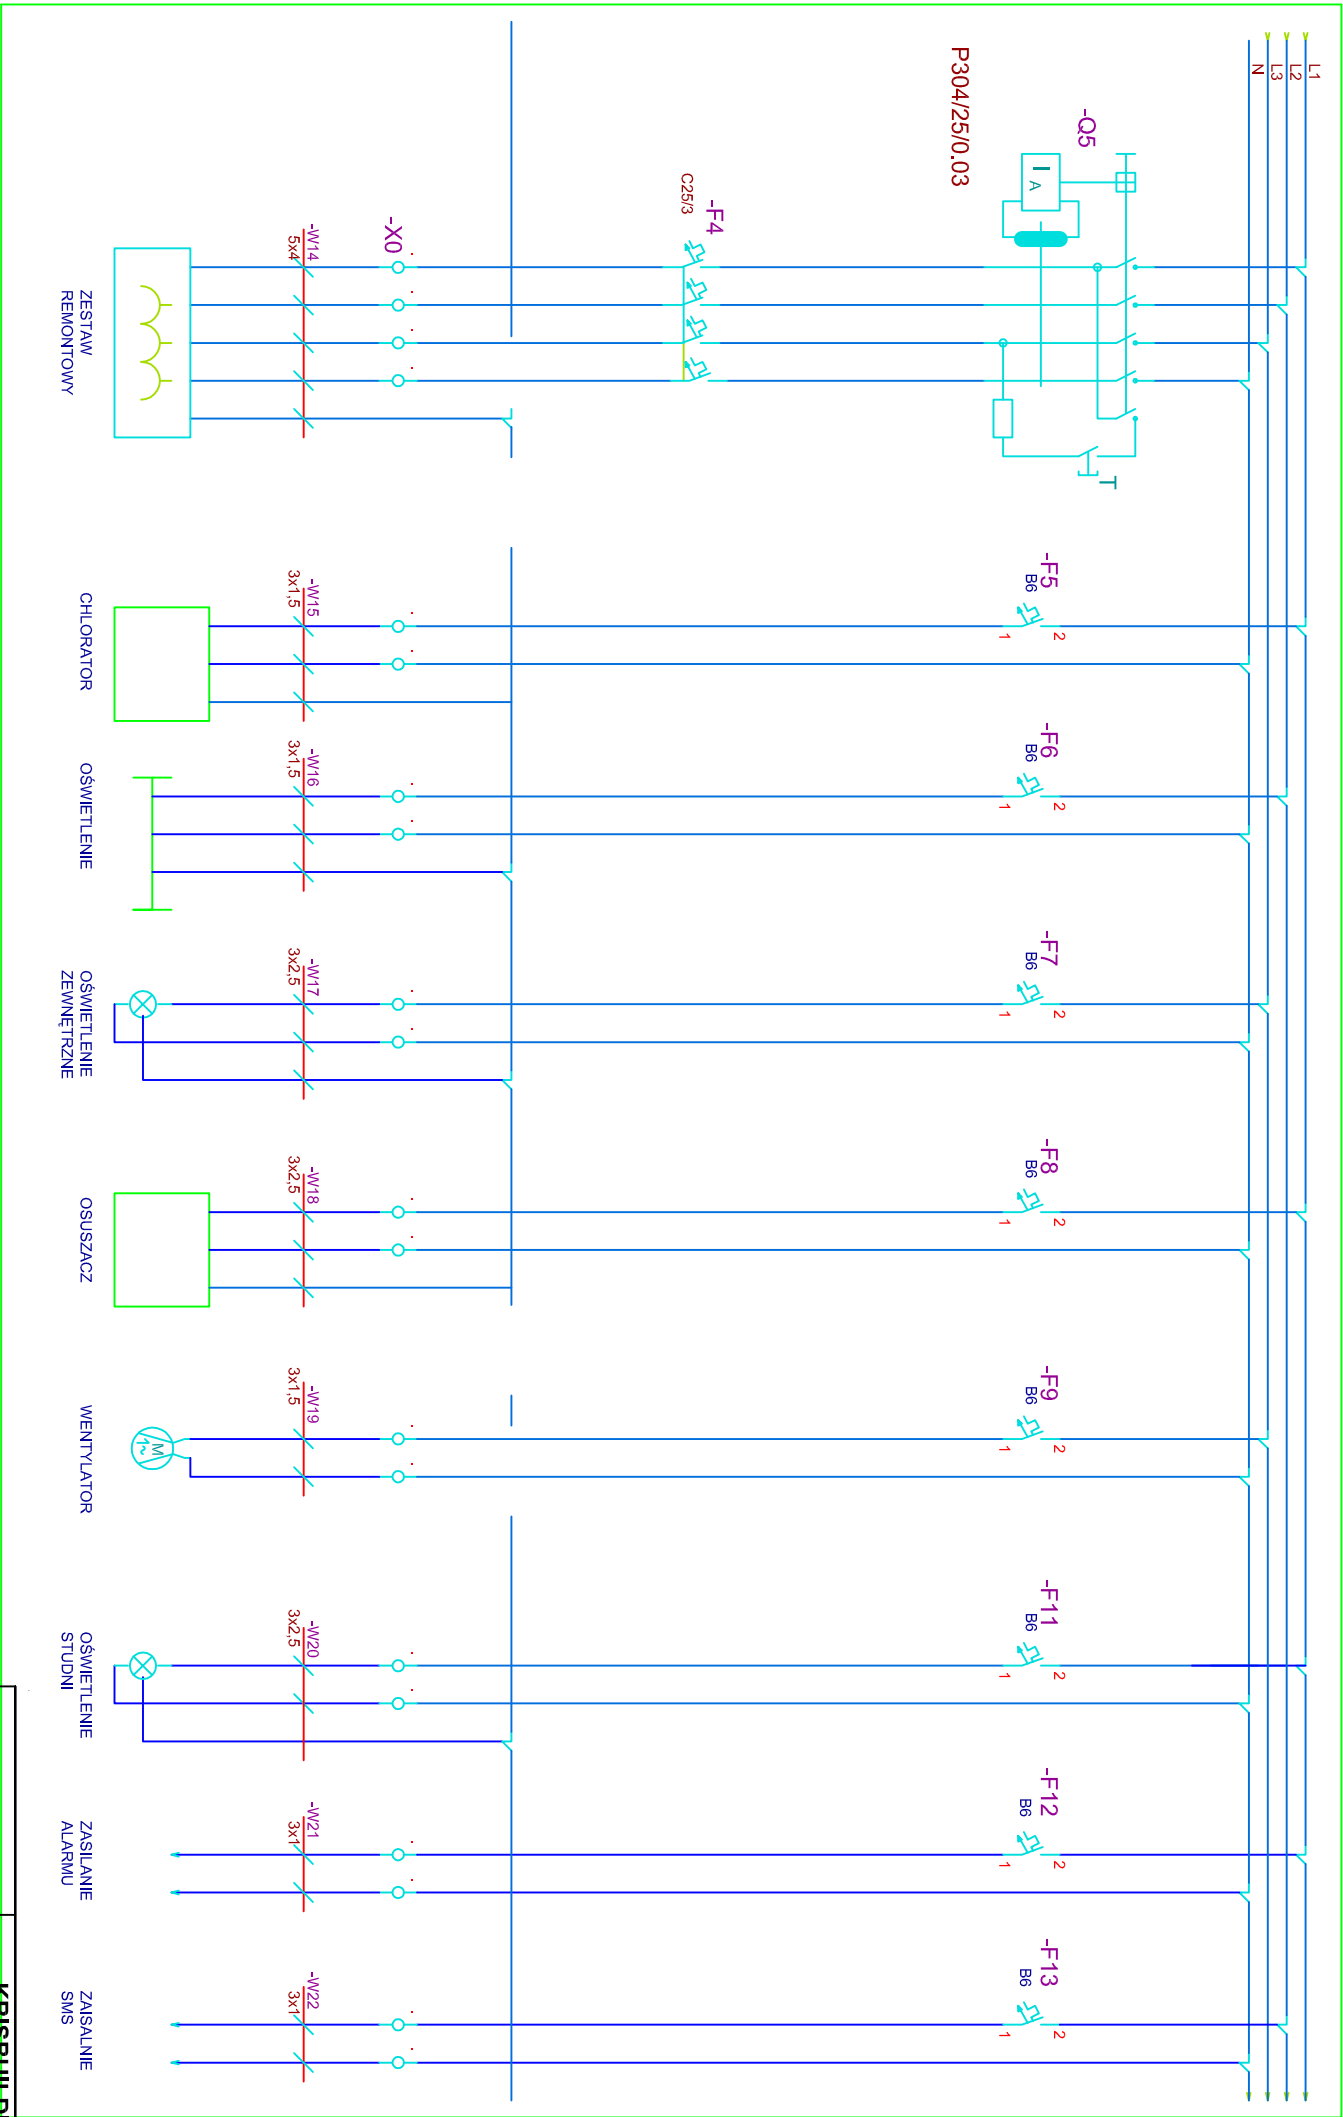 L1
L2
L3
N
-Q5
P304/25/0.03
I
A
T
-F4
C25/3
-X0
-W14
5x4
ZESTAW
REMONTOWY
-F5
B6
1
2
-W15
3x1,5
CHLORATOR
-F6
B6
1
2
-W16
3x1,5
OŚWIETLENIE
-F7
B6
1
2
-W17
3x2,5
OŚWIETLENIE
ZEWNĘTRZNE
-F8
B6
1
2
-W18
3x2,5
OSUSZACZ
-F9
B6
1
2
-W19
3x1,5
M
1~
WENTYLATOR
-F11
B6
1
2
-W20
3x2,5
OŚWIETLENIE
STUDNI
-F12
B6
1
2
-W21
3x1
ZASILANIE
ALARMU
-F13
B6
1
2
-W22
3x1
ZAISALNIE
SMS